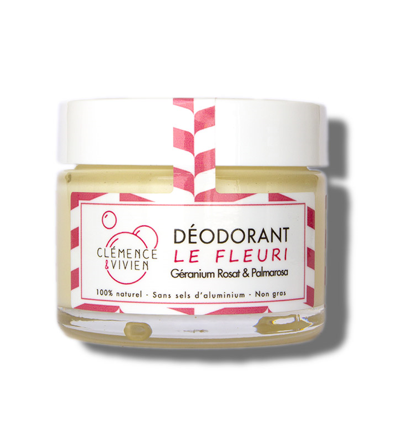 CLÉMENCE
& VIVIEN
DÉODORANT
LE FLEURI
Géranium Rosat & Palmarosa
100% naturel - Sans sels d'aluminium - Non gras